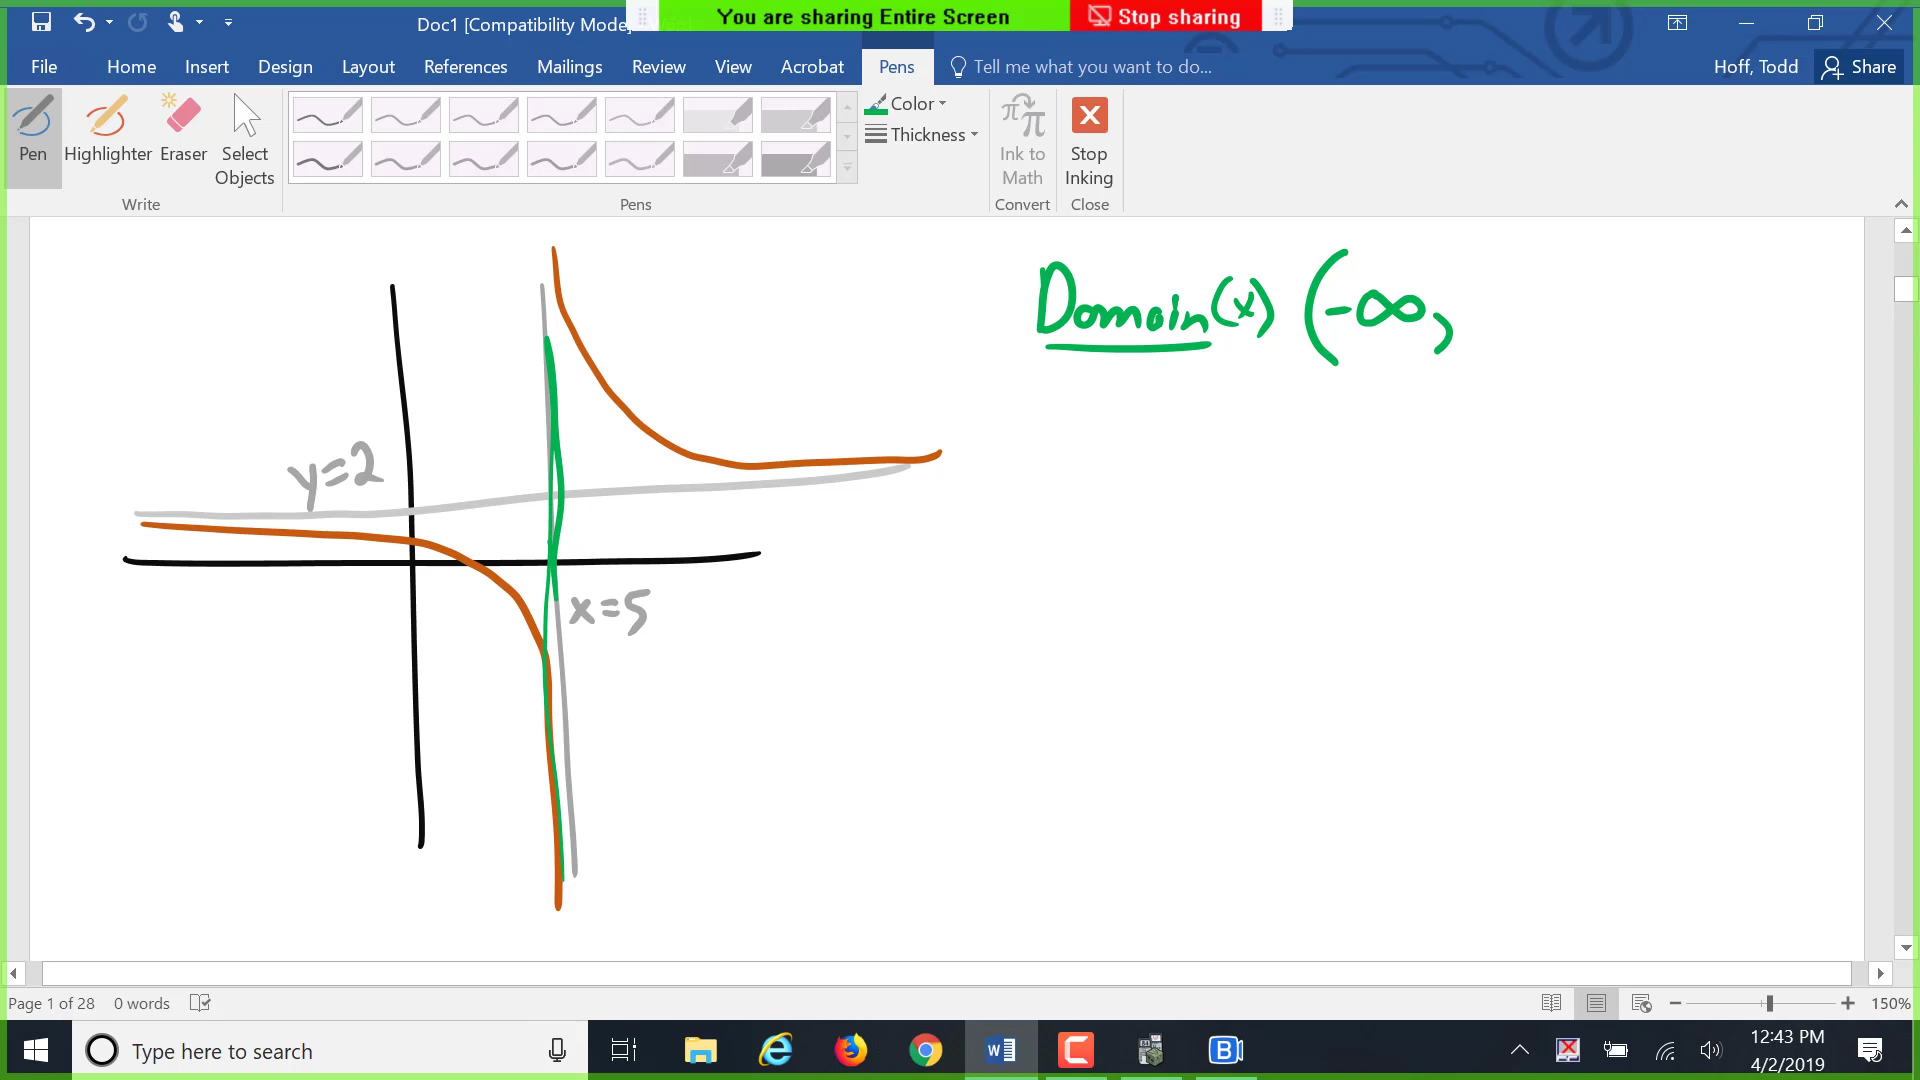 Doc1 [Compatibility Mode]
You are sharing Entire Screen
Stop sharing
File Home Insert Design Layout References Mailings Review View Acrobat Pens Tell me what you want to do... Hoff, Todd Share
Pen Highlighter Eraser Select Objects
Color
Thickness
Ink to Math
Stop Inking
Write Pens Convert Close
Domain(x) (-∞,
y=2
x=5
Page 1 of 28 0 words 150%
Type here to search
12:43 PM
4/2/2019